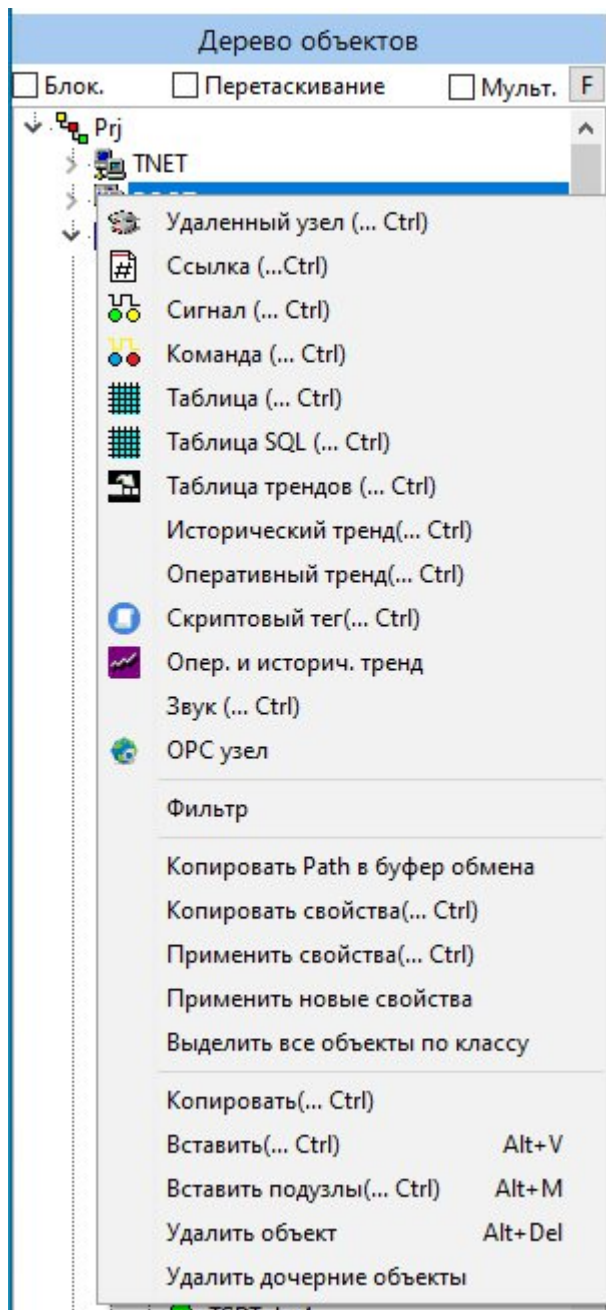 Дерево объектов
Блок. Перетаскивание Мульт. F
Prj
TNET
Удаленный узел (... Ctrl)
Ссылка (...Ctrl)
Сигнал (... Ctrl)
Команда (... Ctrl)
Таблица (... Ctrl)
Таблица SQL (... Ctrl)
Таблица трендов (... Ctrl)
Исторический тренд(... Ctrl)
Оперативный тренд(... Ctrl)
Скриптовый тег(... Ctrl)
Опер. и историч. тренд
Звук (... Ctrl)
OPC узел
Фильтр
Копировать Path в буфер обмена
Копировать свойства(... Ctrl)
Применить свойства(... Ctrl)
Применить новые свойства
Выделить все объекты по классу
Копировать(... Ctrl)
Вставить(... Ctrl) Alt+V
Вставить подузлы(... Ctrl) Alt+M
Удалить объект Alt+Del
Удалить дочерние объекты